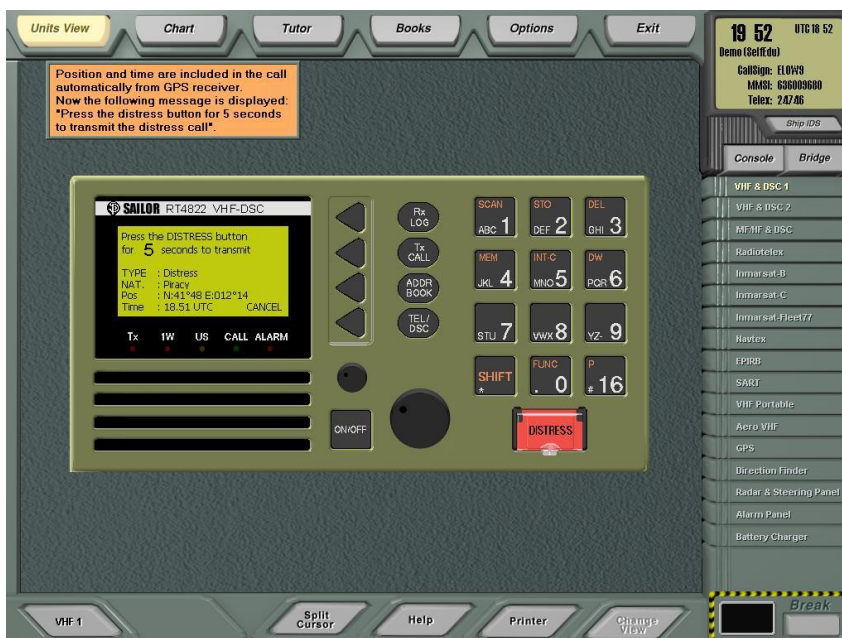 Units View
Chart
Tutor
Books
Options
Exit
19 52 UTC 18 52
Demo (SelfEdu)
CallSign: ELOW9
MMSI: 636009680
Telex: 24746
Ship IDS
Position and time are included in the call
automatically from GPS receiver.
Now the following message is displayed:
"Press the distress button for 5 seconds
to transmit the distress call".
Console
Bridge
VHF & DSC 1
VHF & DSC 2
MF/HF & DSC
Radiotelex
Inmarsat-B
Inmarsat-C
Inmarsat-Fleet77
Navtex
EPIRB
SART
VHF Portable
Aero VHF
GPS
Direction Finder
Radar & Steering Panel
Alarm Panel
Battery Charger
SAILOR RT4822 VHF-DSC
Press the DISTRESS button
for 5 seconds to transmit
TYPE : Distress
NAT. : Piracy
Pos : N:41°48 E:012°14
Time : 18.51 UTC CANCEL
Tx 1W US CALL ALARM
Rx
LOG
Tx
CALL
ADDR
BOOK
TEL/
DSC
SCAN
ABC 1
STO
DEF 2
DEL
GHI 3
MEM
JKL 4
INT-C
MNO 5
DW
PQR 6
STU 7
VWX 8
YZ- 9
SHIFT
*
FUNC
. 0
P
# 16
ON/OFF
DISTRESS
VHF 1
Split
Cursor
Help
Printer
Change
View
Break